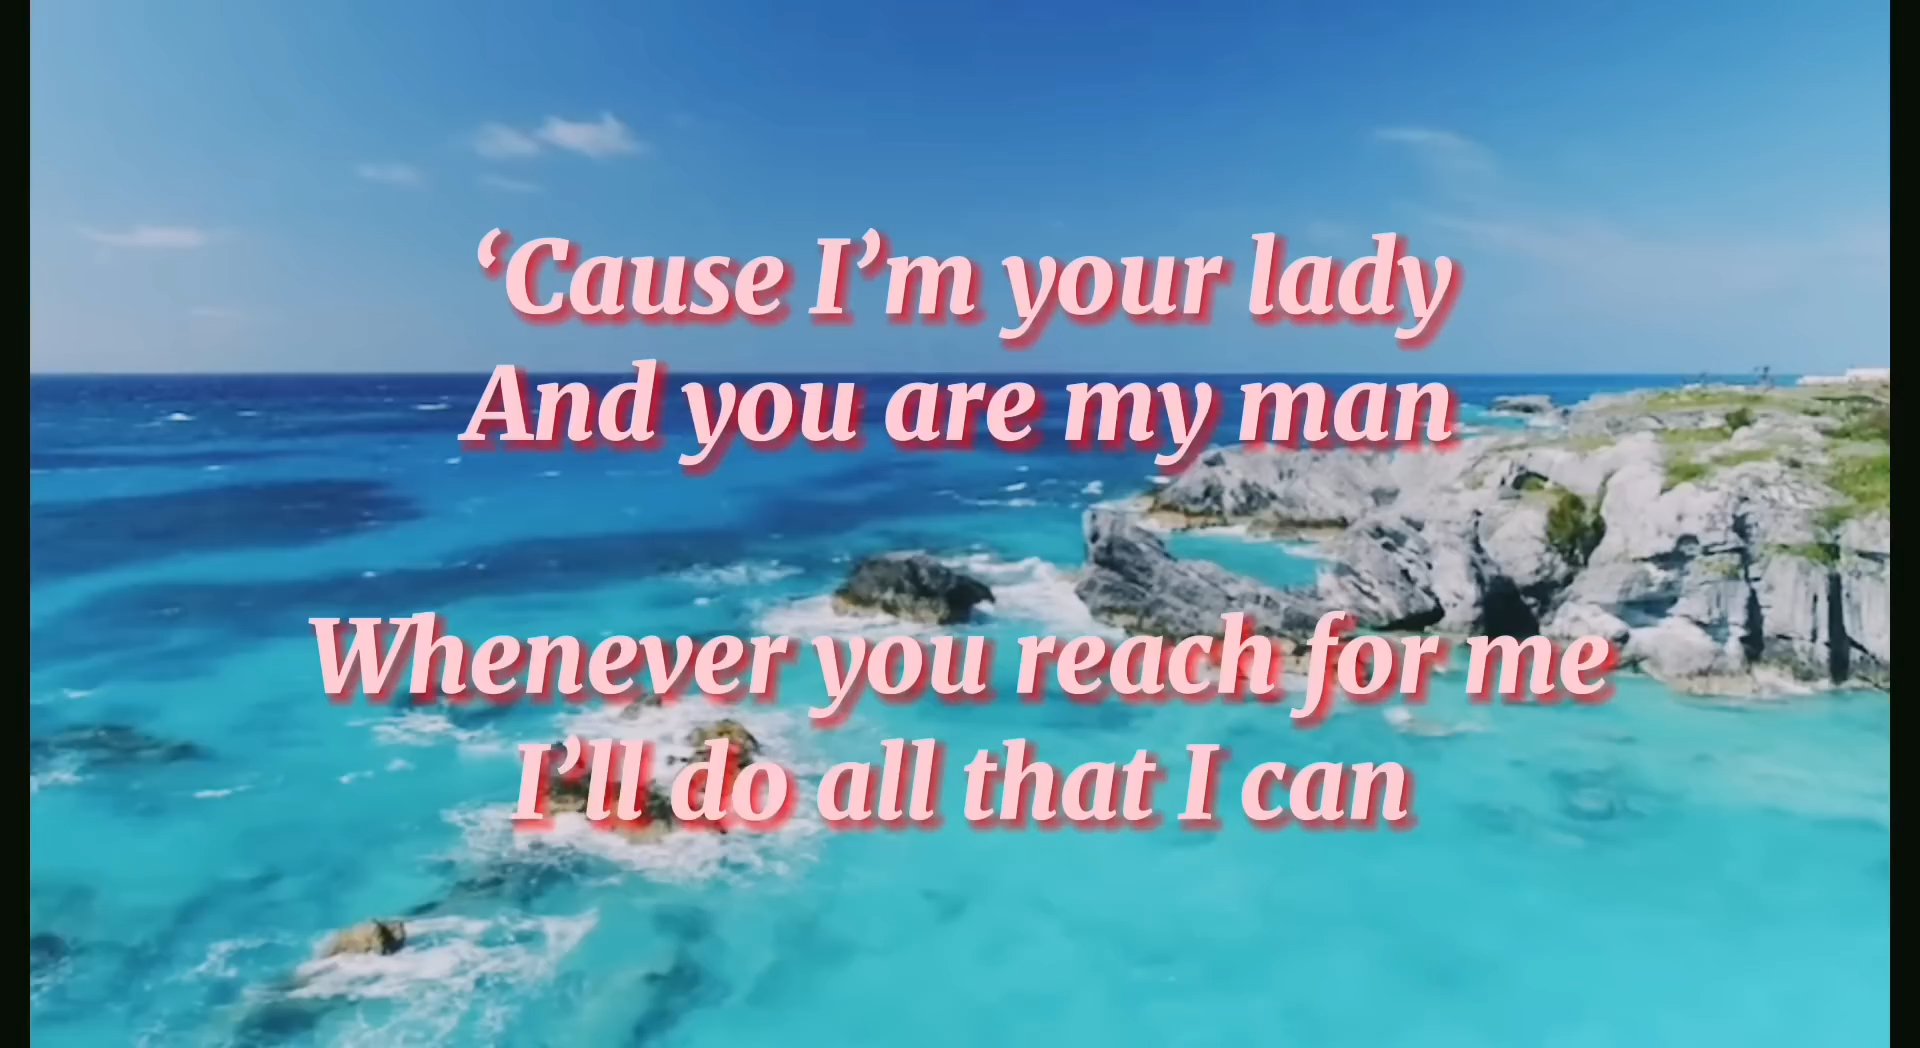 ‘Cause I’m your lady
And you are my man
Whenever you reach for me
I’ll do all that I can